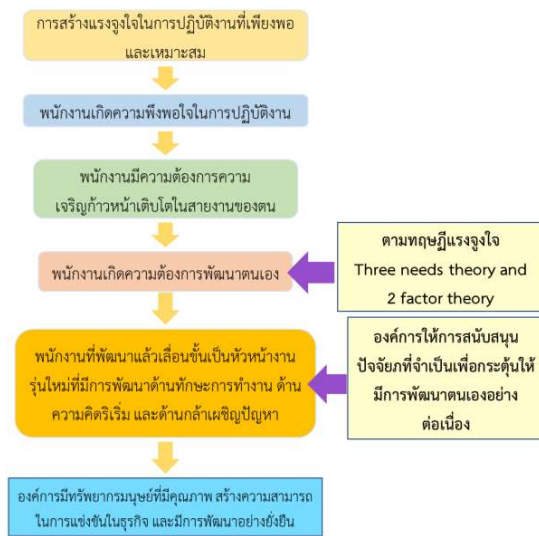 การสร้างแรงจูงใจในการปฏิบัติงานที่เพียงพอ
และเหมาะสม
พนักงานเกิดความพึงพอใจในการปฏิบัติงาน
พนักงานมีความต้องการความ
เจริญก้าวหน้าเติบโตในสายงานของตน
พนักงานเกิดความต้องการพัฒนาตนเอง
ตามทฤษฎีแรงจูงใจ
Three needs theory and
2 factor theory
พนักงานที่พัฒนาแล้วเลื่อนขั้นเป็นหัวหน้างาน
รุ่นใหม่ที่มีการพัฒนาด้านทักษะการทำงาน ด้าน
ความคิดริเริ่ม และด้านกล้าเผชิญปัญหา
องค์การให้การสนับสนุน
ปัจจัยภที่จำเป็นเพื่อกระตุ้นให้
มีการพัฒนาตนเองอย่าง
ต่อเนื่อง
องค์การมีทรัพยากรมนุษย์ที่มีคุณภาพ สร้างความสามารถ
ในการแข่งขันในธุรกิจ และมีการพัฒนาอย่างยั่งยืน